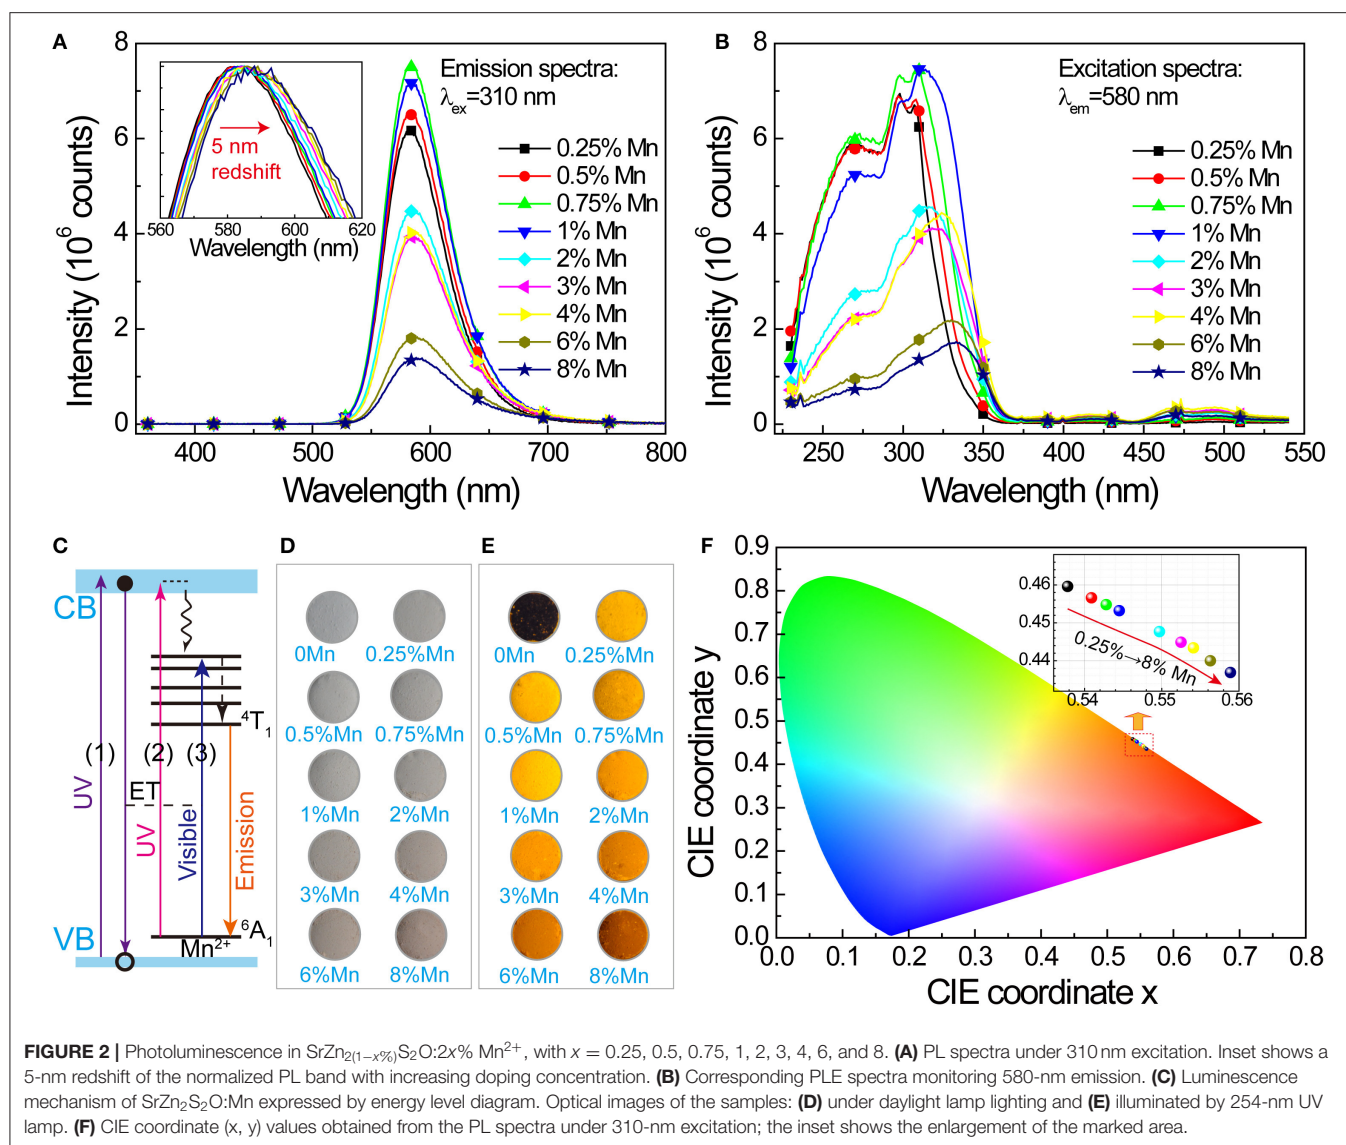 A
8
6
4
2
0
Intensity (10⁶ counts)
400
500
600
700
800
Wavelength (nm)
Emission spectra:
λex=310 nm
0.25% Mn
0.5% Mn
0.75% Mn
1% Mn
2% Mn
3% Mn
4% Mn
6% Mn
8% Mn
5 nm
redshift
560
580
600
620
Wavelength (nm)
B
8
6
4
2
0
Intensity (10⁶ counts)
250
300
350
400
450
500
550
Wavelength (nm)
Excitation spectra:
λem=580 nm
0.25% Mn
0.5% Mn
0.75% Mn
1% Mn
2% Mn
3% Mn
4% Mn
6% Mn
8% Mn
C
CB
⁴T₁
(1)
(2)
(3)
UV
ET
UV
Visible
Emission
VB
⁶A₁
Mn²⁺
D
0Mn
0.25%Mn
0.5%Mn
0.75%Mn
1%Mn
2%Mn
3%Mn
4%Mn
6%Mn
8%Mn
E
0Mn
0.25%Mn
0.5%Mn
0.75%Mn
1%Mn
2%Mn
3%Mn
4%Mn
6%Mn
8%Mn
F
0.9
0.8
0.7
0.6
0.5
0.4
0.3
0.2
0.1
0.0
CIE coordinate y
0.0
0.1
0.2
0.3
0.4
0.5
0.6
0.7
0.8
CIE coordinate x
0.46
0.45
0.44
0.54
0.55
0.56
0.25%→8% Mn
FIGURE 2 | Photoluminescence in SrZn2(1−x%)S2O:2x% Mn²⁺, with x = 0.25, 0.5, 0.75, 1, 2, 3, 4, 6, and 8. (A) PL spectra under 310 nm excitation. Inset shows a
5-nm redshift of the normalized PL band with increasing doping concentration. (B) Corresponding PLE spectra monitoring 580-nm emission. (C) Luminescence
mechanism of SrZn2S2O:Mn expressed by energy level diagram. Optical images of the samples: (D) under daylight lamp lighting and (E) illuminated by 254-nm UV
lamp. (F) CIE coordinate (x, y) values obtained from the PL spectra under 310-nm excitation; the inset shows the enlargement of the marked area.